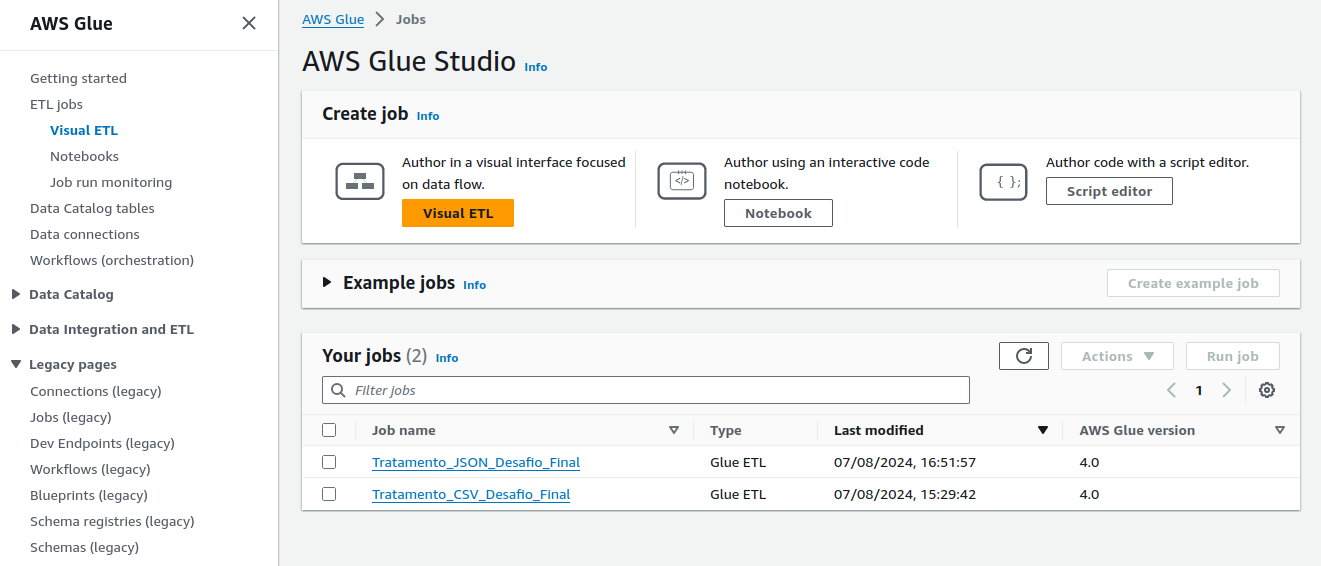 AWS Glue
Getting started
ETL jobs
Visual ETL
Notebooks
Job run monitoring
Data Catalog tables
Data connections
Workflows (orchestration)
Data Catalog
Data Integration and ETL
Legacy pages
Connections (legacy)
Jobs (legacy)
Dev Endpoints (legacy)
Workflows (legacy)
Blueprints (legacy)
Schema registries (legacy)
Schemas (legacy)
AWS Glue > Jobs
AWS Glue Studio Info
Create job Info
Author in a visual interface focused
on data flow.
Visual ETL
</>
Author using an interactive code
notebook.
Notebook
{ };
Author code with a script editor.
Script editor
Example jobs Info
Create example job
Your jobs (2) Info
Actions
Run job
Filter jobs
1
Job name Type Last modified AWS Glue version
Tratamento_JSON_Desafio_Final Glue ETL 07/08/2024, 16:51:57 4.0
Tratamento_CSV_Desafio_Final Glue ETL 07/08/2024, 15:29:42 4.0